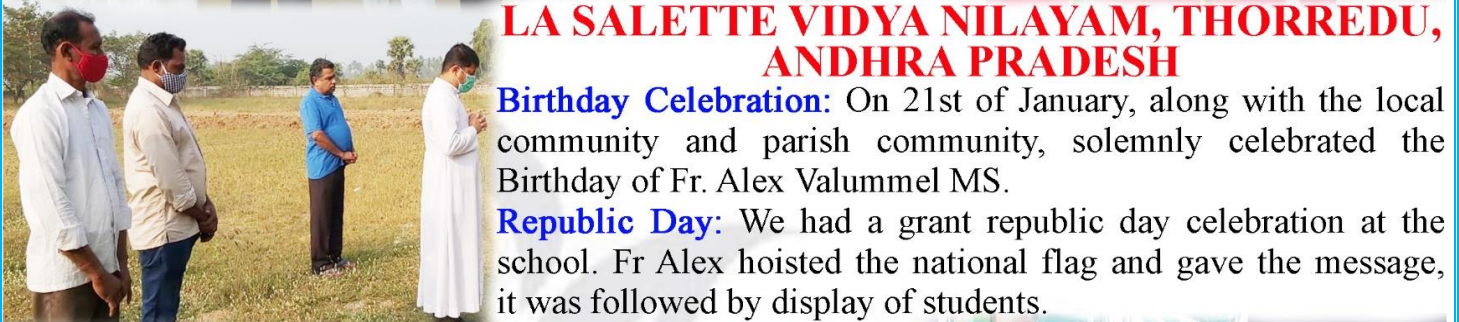 LA SALETTE VIDYA NILAYAM, THORREDU,
ANDHRA PRADESH
Birthday Celebration: On 21st of January, along with the local
community and parish community, solemnly celebrated the
Birthday of Fr. Alex Valummel MS.
Republic Day: We had a grant republic day celebration at the
school. Fr Alex hoisted the national flag and gave the message,
it was followed by display of students.